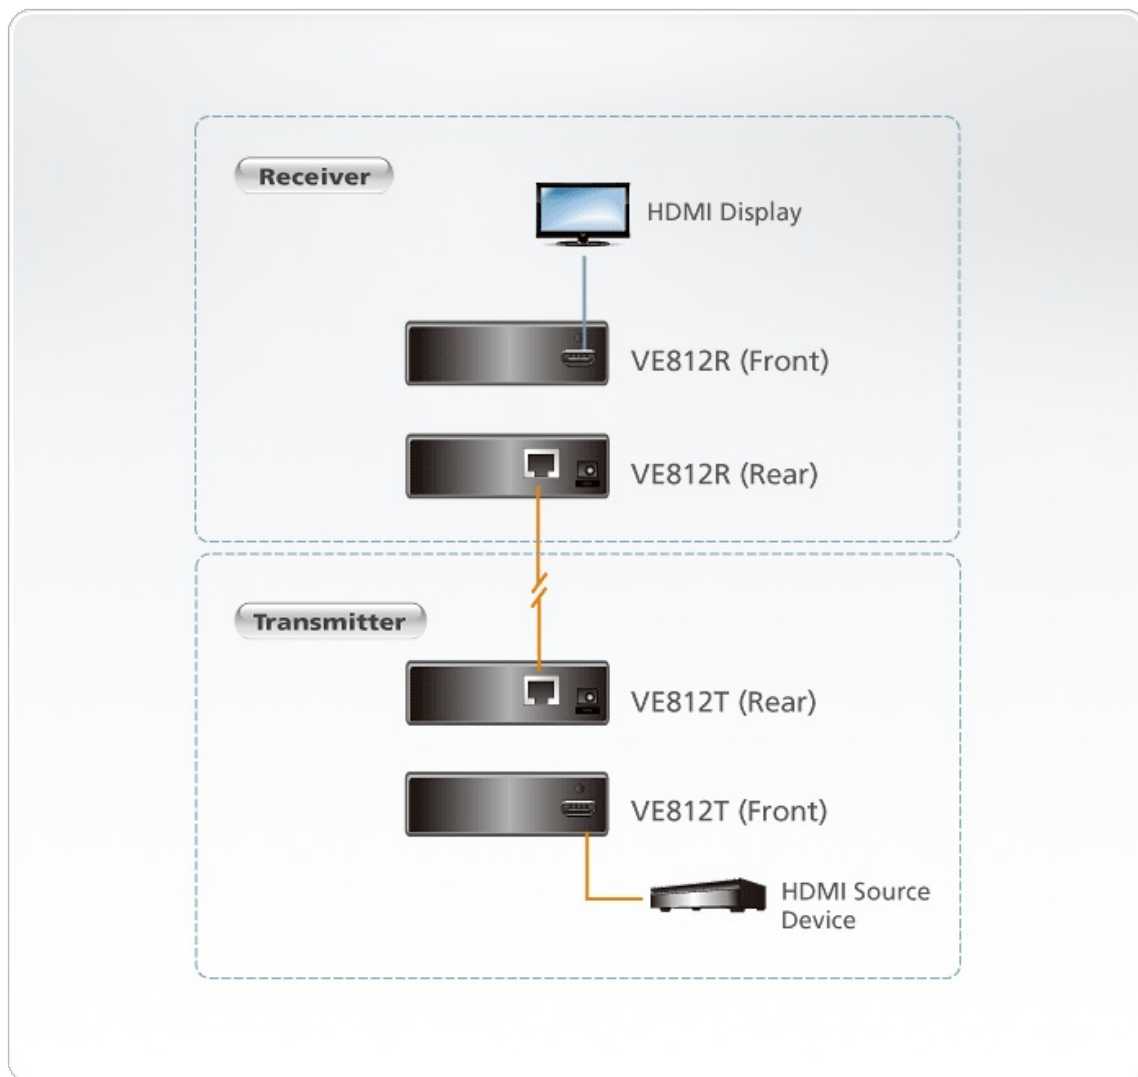 Receiver
HDMI Display
VE812R (Front)
VE812R (Rear)
Transmitter
VE812T (Rear)
VE812T (Front)
HDMI Source
Device